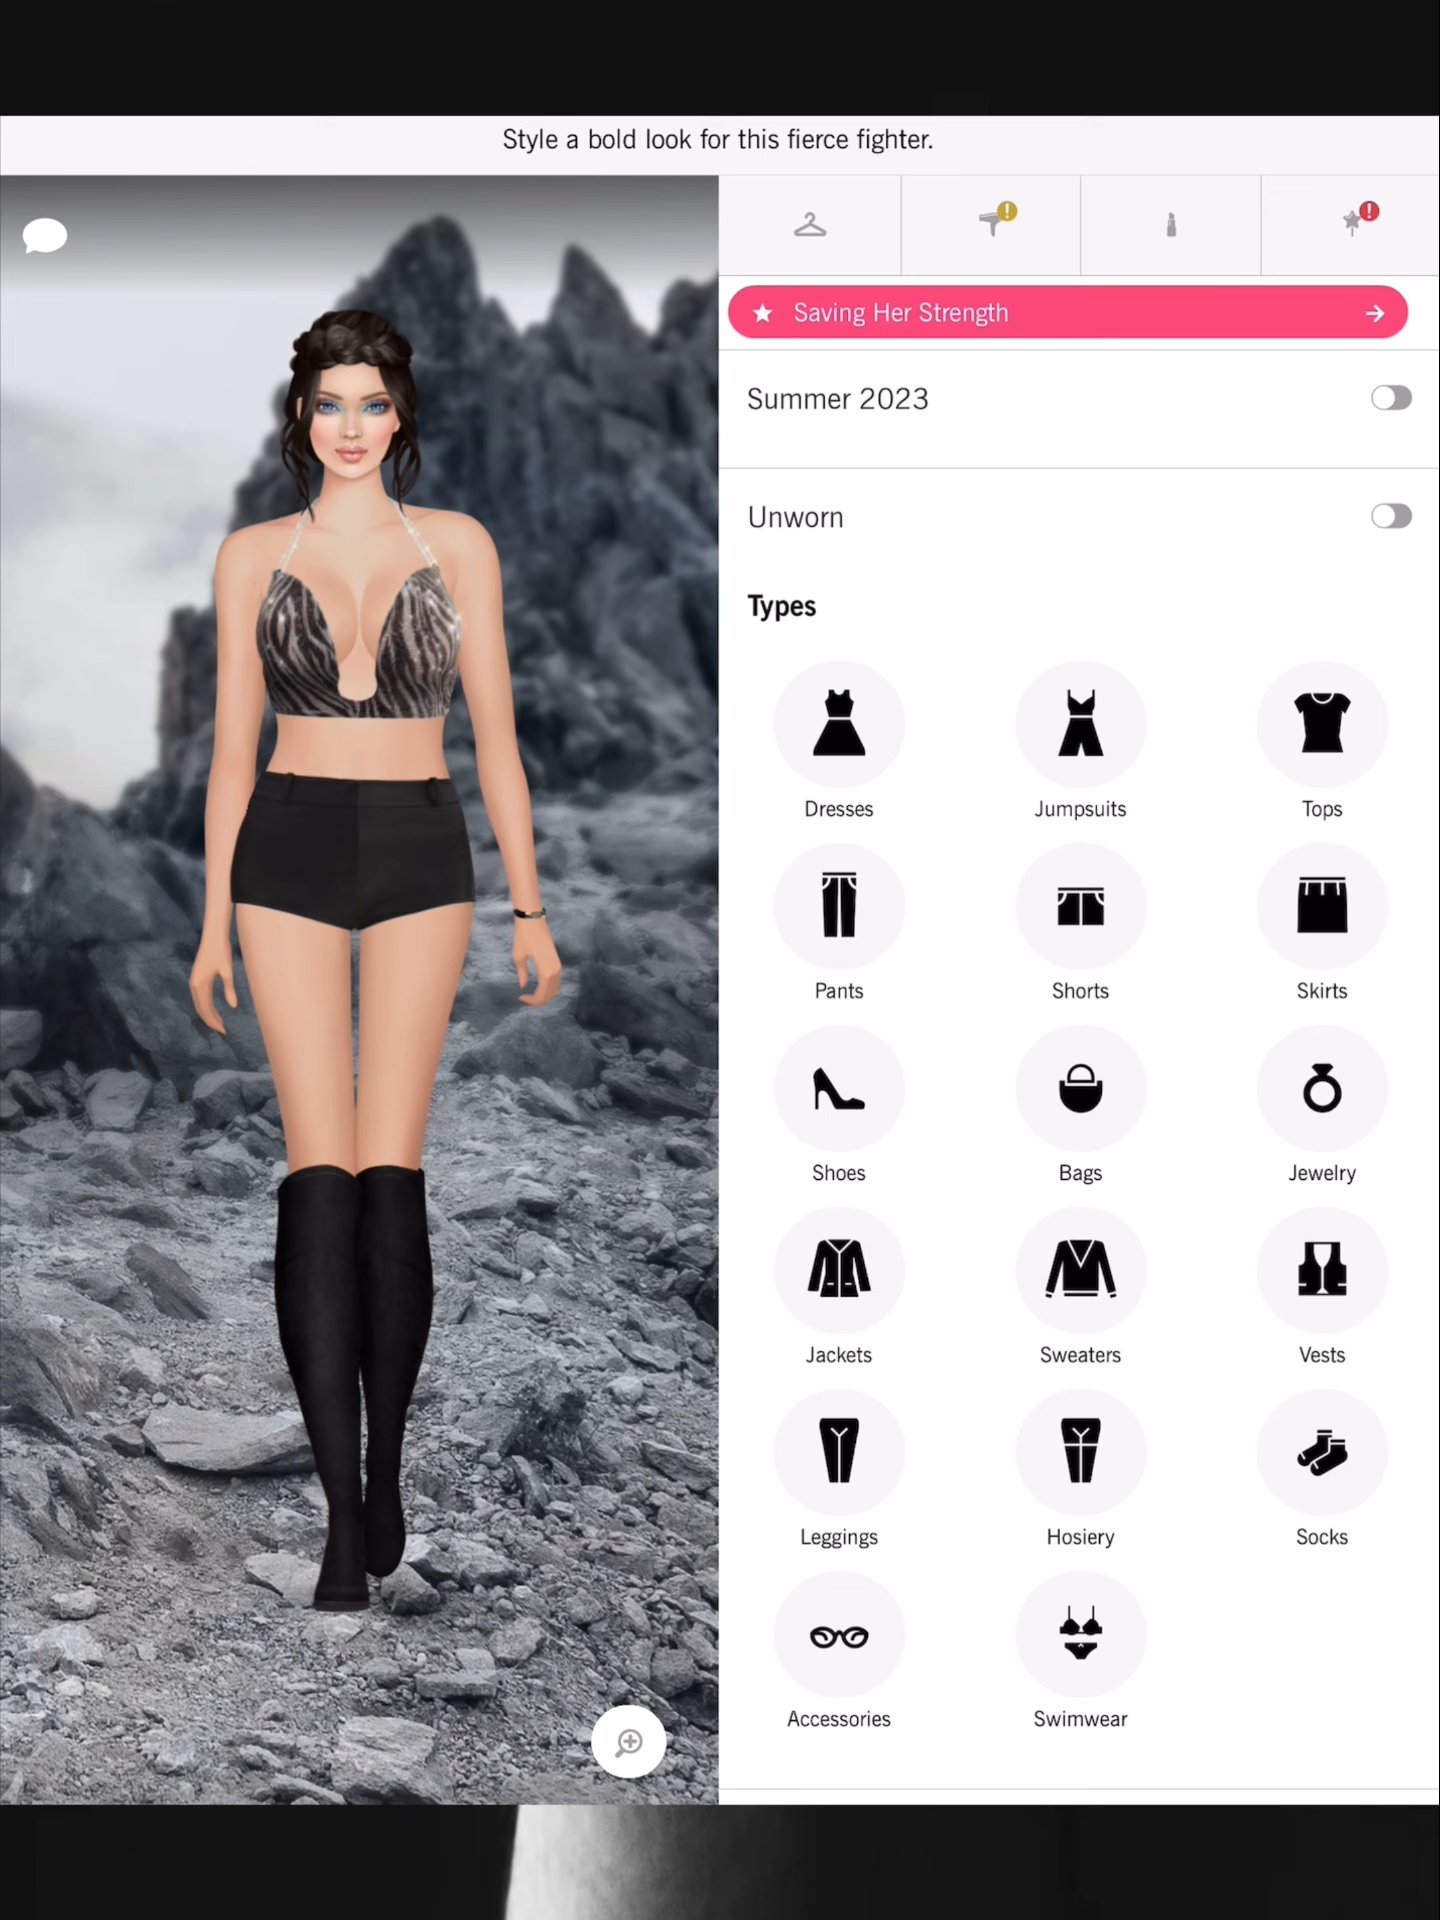 Style a bold look for this fierce fighter.
Saving Her Strength
Summer 2023
Unworn
Types
Dresses
Jumpsuits
Tops
Pants
Shorts
Skirts
Shoes
Bags
Jewelry
Jackets
Sweaters
Vests
Leggings
Hosiery
Socks
Accessories
Swimwear